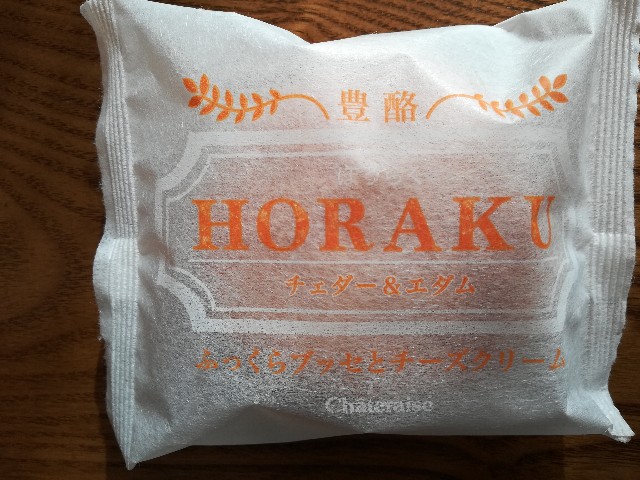 豊酪
HORAKU
チェダー&エダム
ふっくらブッセとチーズクリーム
Châteraisé